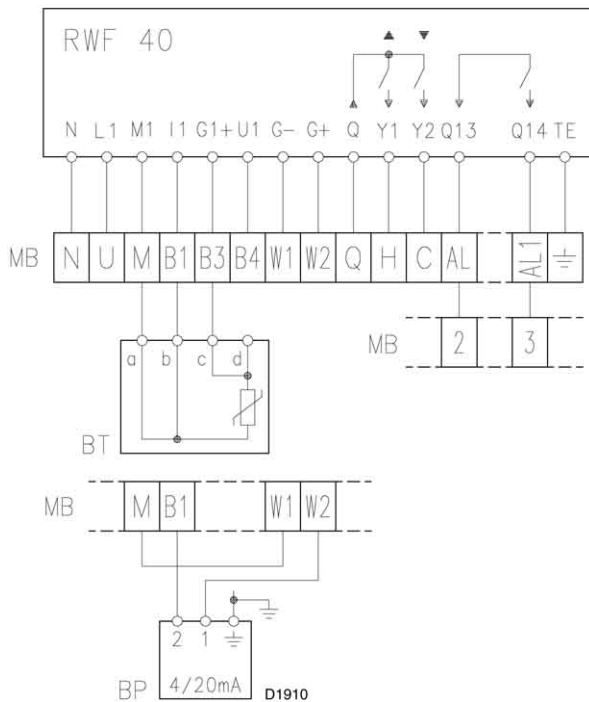 RWF 40
N L1 M1 I1 G1+ U1 G- G+ Q Y1 Y2 Q13 Q14 TE
MB N U M B1 B3 B4 W1 W2 Q H C AL AL1
MB 2 3
a b c d
BT
MB M B1 W1 W2
2 1
BP 4/20mA D1910